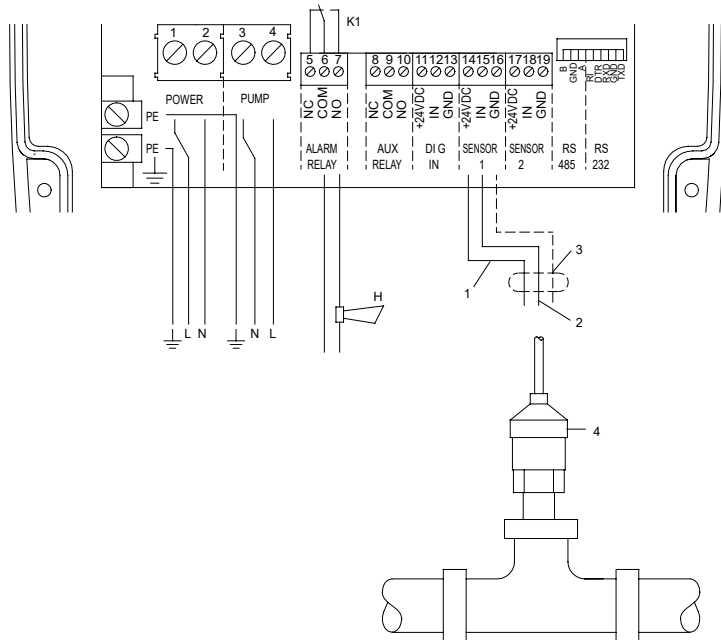 K1
1 2 3 4
5 6 7 8 9 10 11 12 13 14 15 16 17 18 19
NC COM NO
NC COM NO
+24VDC IN GND
+24VDC IN GND
+24VDC IN GND
B GND A RI DTR RXD GND TXD
POWER PUMP
PE
PE
ALARM RELAY
AUX RELAY
DIG IN
SENSOR 1
SENSOR 2
RS 485
RS 232
L N N L
H
1
3
2
4